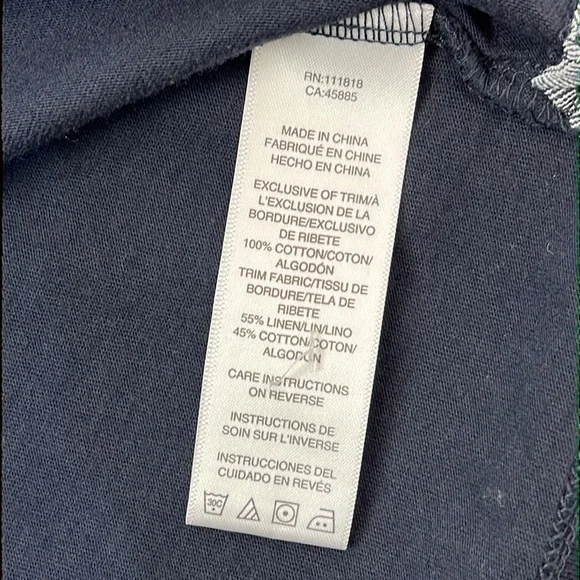 RN:111818
CA:45885
MADE IN CHINA
FABRIQUÉ EN CHINE
HECHO EN CHINA
EXCLUSIVE OF TRIM/À
L'EXCLUSION DE LA
BORDURE/EXCLUSIVO
DE RIBETE
100% COTTON/COTON/
ALGODÓN
TRIM FABRIC/TISSU DE
BORDURE/TELA DE
RIBETE
55% LINEN/LIN/LINO
45% COTTON/COTON/
ALGODÓN
CARE INSTRUCTIONS
ON REVERSE
INSTRUCTIONS DE
SOIN SUR L'INVERSE
INSTRUCCIONES DEL
CUIDADO EN REVÉS
30C